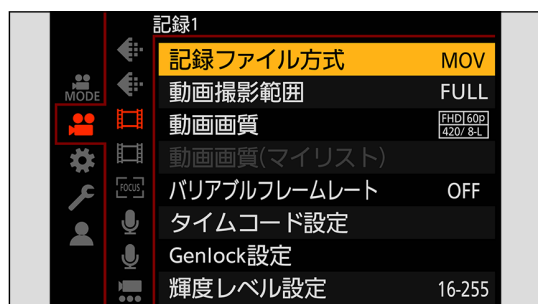 記録1
MODE
FOCUS
記録ファイル方式 MOV
動画撮影範囲 FULL
動画画質 FHD 60p 420/ 8-L
動画画質(マイリスト)
バリアブルフレームレート OFF
タイムコード設定
Genlock設定
輝度レベル設定 16-255